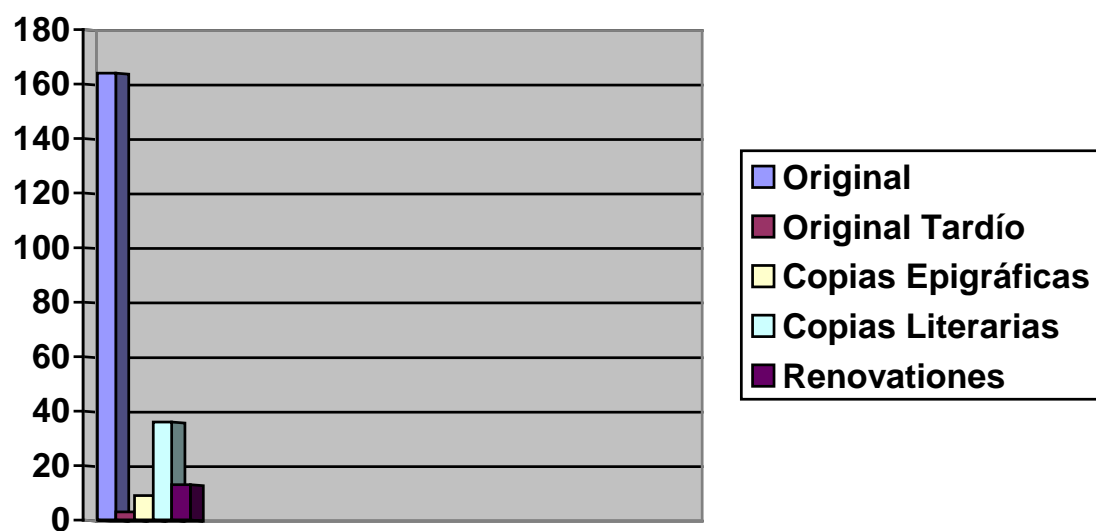 180
160
140
120
100
80
60
40
20
0
Original
Original Tardío
Copias Epigráficas
Copias Literarias
Renovationes